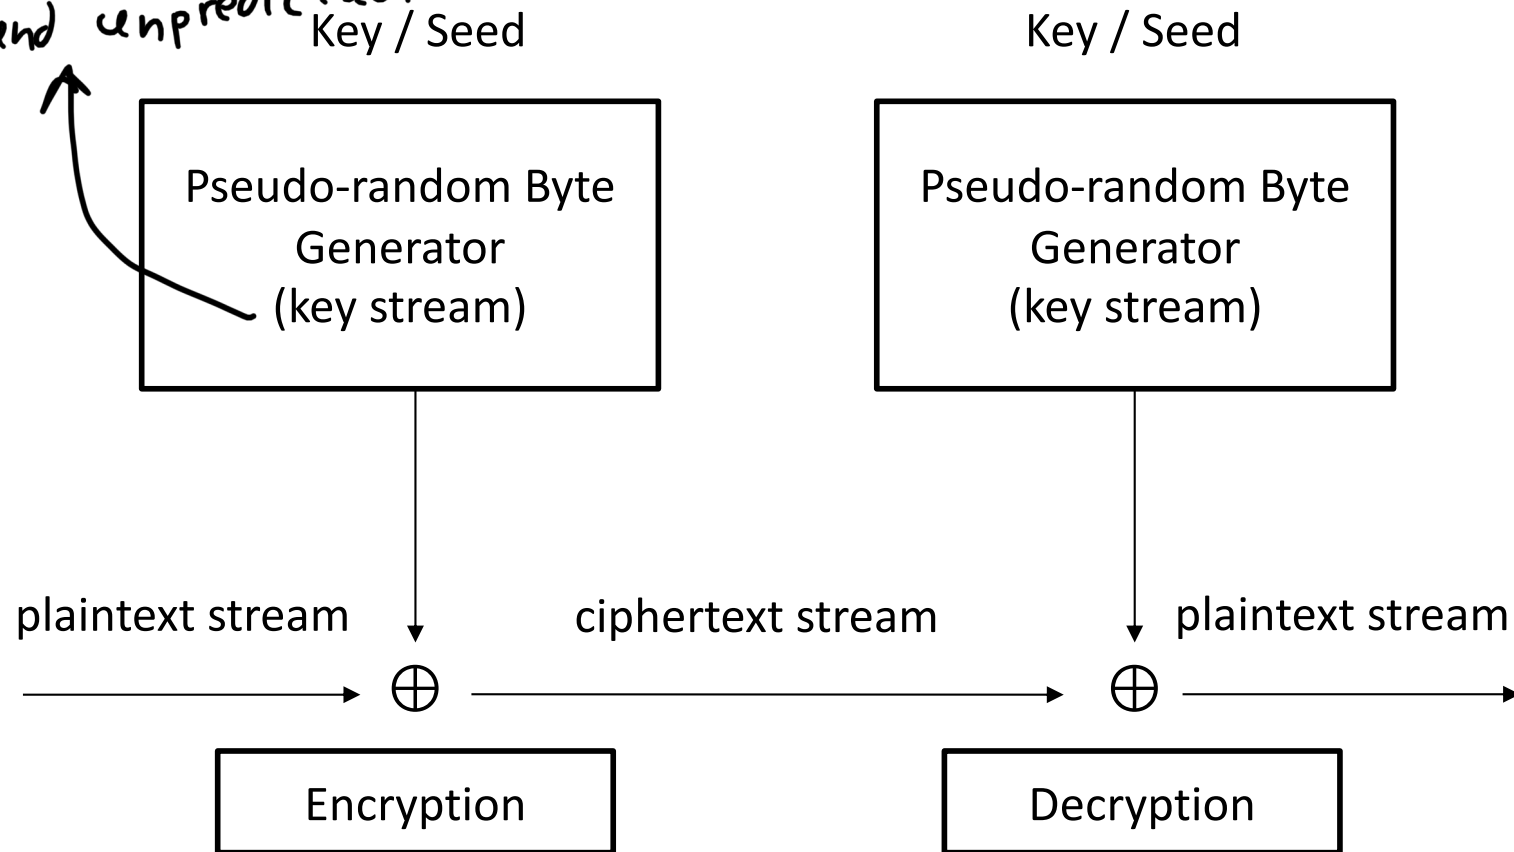 and
Key / Seed
Key / Seed
Pseudo-random Byte
Generator
(key stream)
Pseudo-random Byte
Generator
(key stream)
plaintext stream
ciphertext stream
plaintext stream
Encryption
Decryption